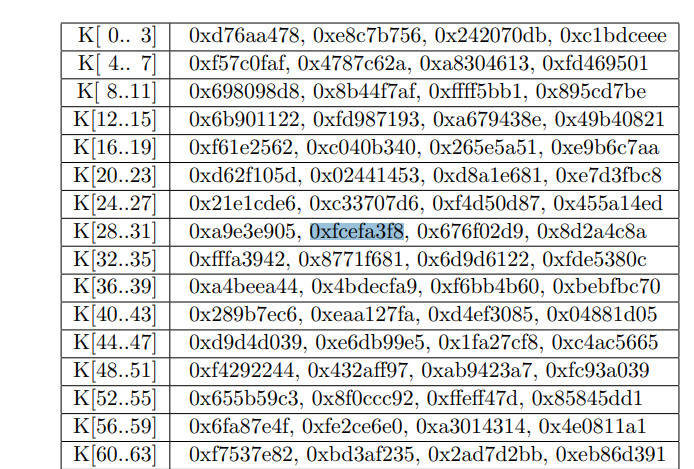 K[ 0.. 3] 0xd76aa478, 0xe8c7b756, 0x242070db, 0xc1bdceee
K[ 4.. 7] 0xf57c0faf, 0x4787c62a, 0xa8304613, 0xfd469501
K[ 8..11] 0x698098d8, 0x8b44f7af, 0xffff5bb1, 0x895cd7be
K[12..15] 0x6b901122, 0xfd987193, 0xa679438e, 0x49b40821
K[16..19] 0xf61e2562, 0xc040b340, 0x265e5a51, 0xe9b6c7aa
K[20..23] 0xd62f105d, 0x02441453, 0xd8a1e681, 0xe7d3fbc8
K[24..27] 0x21e1cde6, 0xc33707d6, 0xf4d50d87, 0x455a14ed
K[28..31] 0xa9e3e905, 0xfcefa3f8, 0x676f02d9, 0x8d2a4c8a
K[32..35] 0xfffa3942, 0x8771f681, 0x6d9d6122, 0xfde5380c
K[36..39] 0xa4beea44, 0x4bdecfa9, 0xf6bb4b60, 0xbebfbc70
K[40..43] 0x289b7ec6, 0xeaa127fa, 0xd4ef3085, 0x04881d05
K[44..47] 0xd9d4d039, 0xe6db99e5, 0x1fa27cf8, 0xc4ac5665
K[48..51] 0xf4292244, 0x432aff97, 0xab9423a7, 0xfc93a039
K[52..55] 0x655b59c3, 0x8f0ccc92, 0xffeff47d, 0x85845dd1
K[56..59] 0x6fa87e4f, 0xfe2ce6e0, 0xa3014314, 0x4e0811a1
K[60..63] 0xf7537e82, 0xbd3af235, 0x2ad7d2bb, 0xeb86d391